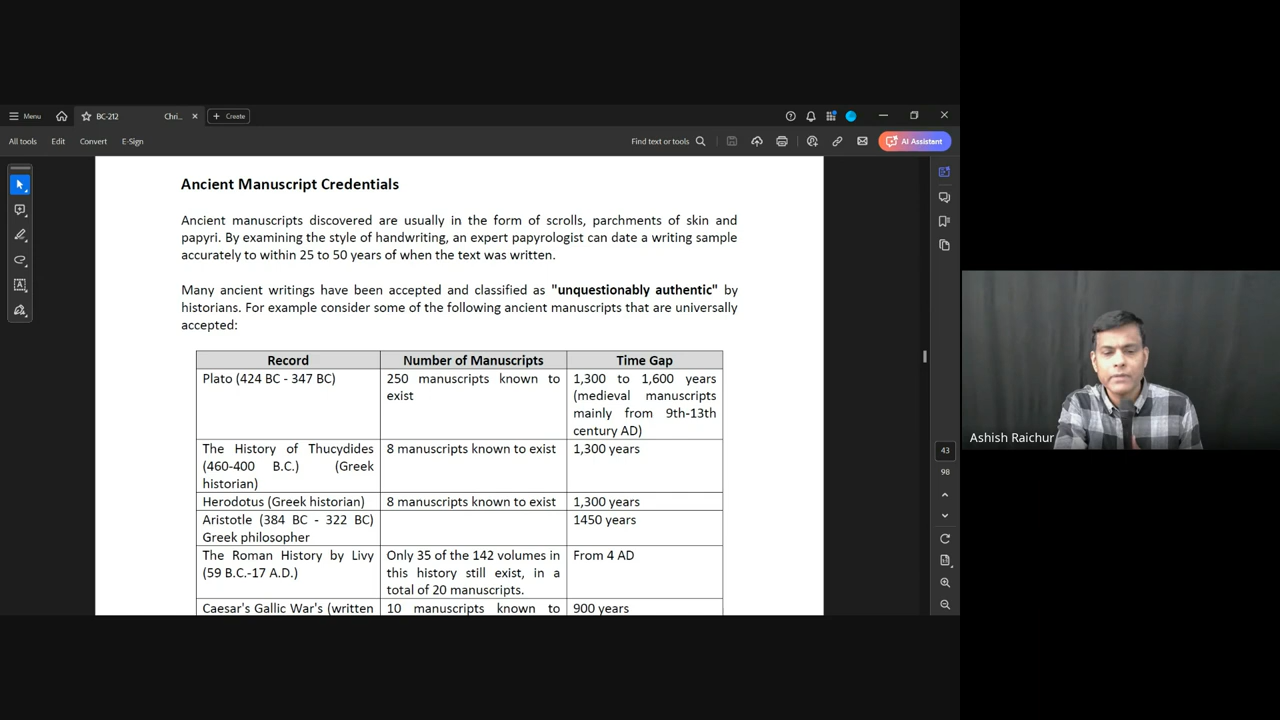 Menu
BC-212 Chri...
Create
All tools Edit Convert E-Sign
Find text or tools
AI Assistant
Ancient Manuscript Credentials
Ancient manuscripts discovered are usually in the form of scrolls, parchments of skin and
papyri. By examining the style of handwriting, an expert papyrologist can date a writing sample
accurately to within 25 to 50 years of when the text was written.
Many ancient writings have been accepted and classified as "unquestionably authentic" by
historians. For example consider some of the following ancient manuscripts that are universally
accepted:
Record Number of Manuscripts Time Gap
Plato (424 BC - 347 BC) 250 manuscripts known to 1,300 to 1,600 years
exist (medieval manuscripts
mainly from 9th-13th
century AD)
The History of Thucydides 8 manuscripts known to exist 1,300 years
(460-400 B.C.) (Greek
historian)
Herodotus (Greek historian) 8 manuscripts known to exist 1,300 years
Aristotle (384 BC - 322 BC) 1450 years
Greek philosopher
The Roman History by Livy Only 35 of the 142 volumes in From 4 AD
(59 B.C.-17 A.D.) this history still exist, in a
total of 20 manuscripts.
Caesar's Gallic War's (written 10 manuscripts known to 900 years
43
98
Ashish Raichur